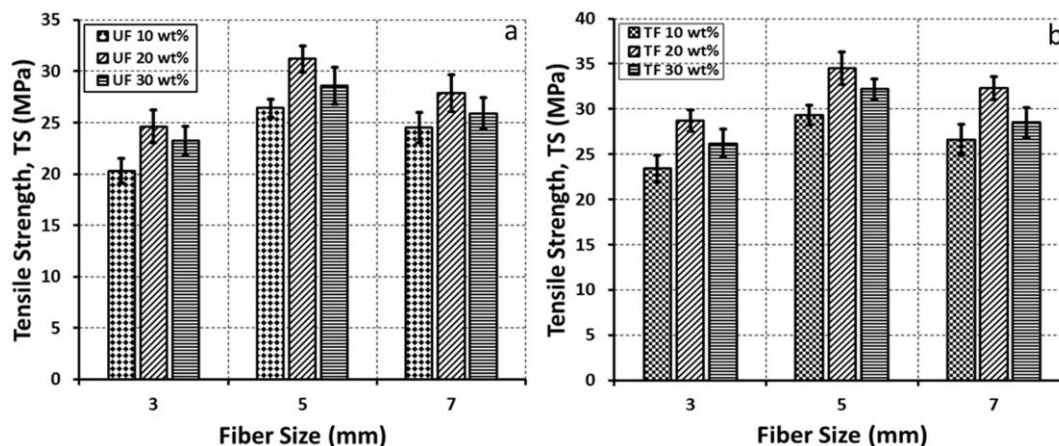 a
UF 10 wt%
UF 20 wt%
UF 30 wt%
Tensile Strength, TS (MPa)
35
30
25
20
15
10
5
0
3 5 7
Fiber Size (mm)
b
TF 10 wt%
TF 20 wt%
TF 30 wt%
Tensile Strength, TS (MPa)
40
35
30
25
20
15
10
5
0
3 5 7
Fiber Size (mm)